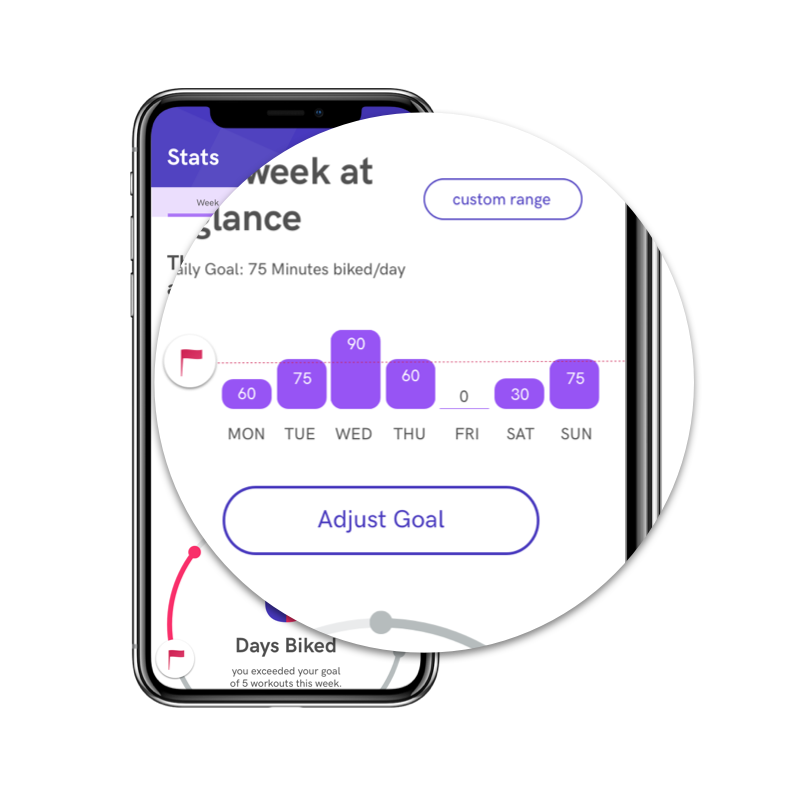 Stats
week at
glance
custom range
Week
aily Goal: 75 Minutes biked/day
60
75
90
60
0
30
75
MON TUE WED THU FRI SAT SUN
Adjust Goal
Days Biked
you exceeded your goal
of 5 workouts this week.